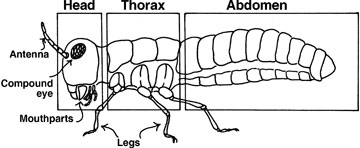 Head Thorax Abdomen
Antenna
Compound
eye
Mouthparts
Legs